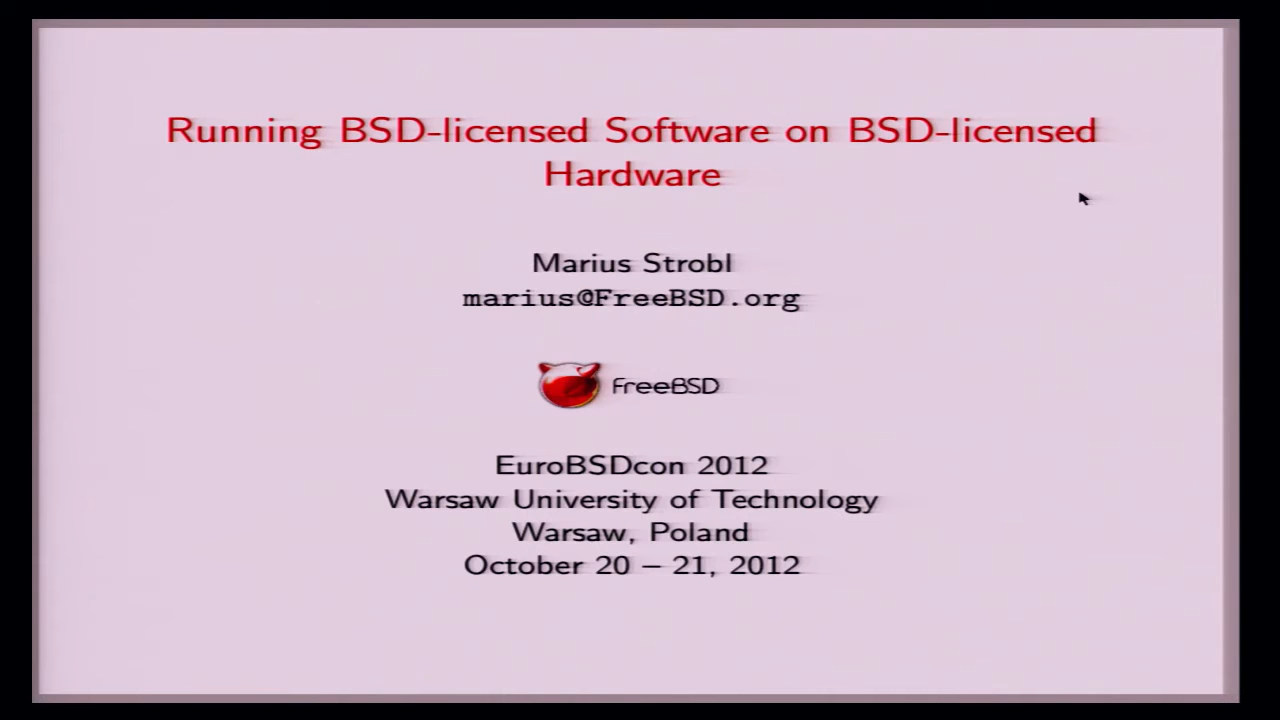 Running BSD-licensed Software on BSD-licensed
Hardware
Marius Strobl
marius@FreeBSD.org
FreeBSD
EuroBSDcon 2012
Warsaw University of Technology
Warsaw, Poland
October 20 – 21, 2012